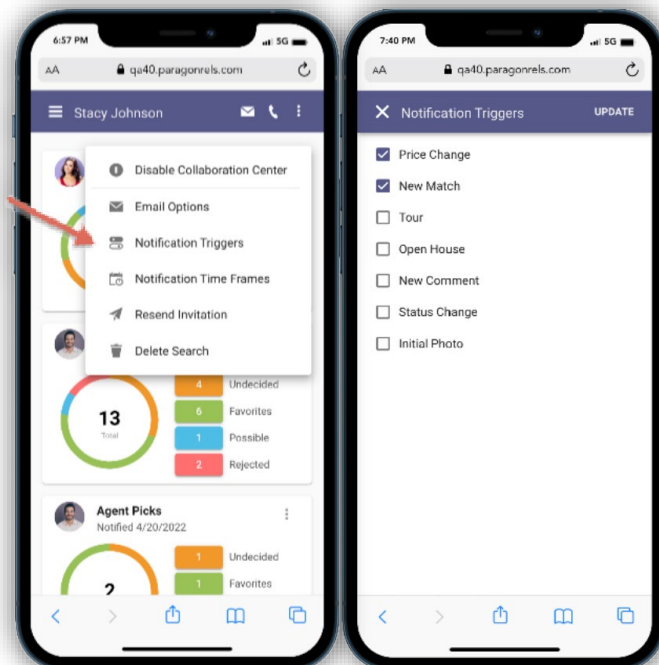 6:57 PM
5G
AA
qa40.paragonrels.com
Stacy Johnson
Disable Collaboration Center
Email Options
Notification Triggers
Notification Time Frames
Resend Invitation
Delete Search
13
Total
4 Undecided
6 Favorites
1 Possible
2 Rejected
Agent Picks
Notified 4/20/2022
2
1 Undecided
1 Favorites
7:40 PM
5G
AA
qa40.paragonrels.com
Notification Triggers UPDATE
Price Change
New Match
Tour
Open House
New Comment
Status Change
Initial Photo